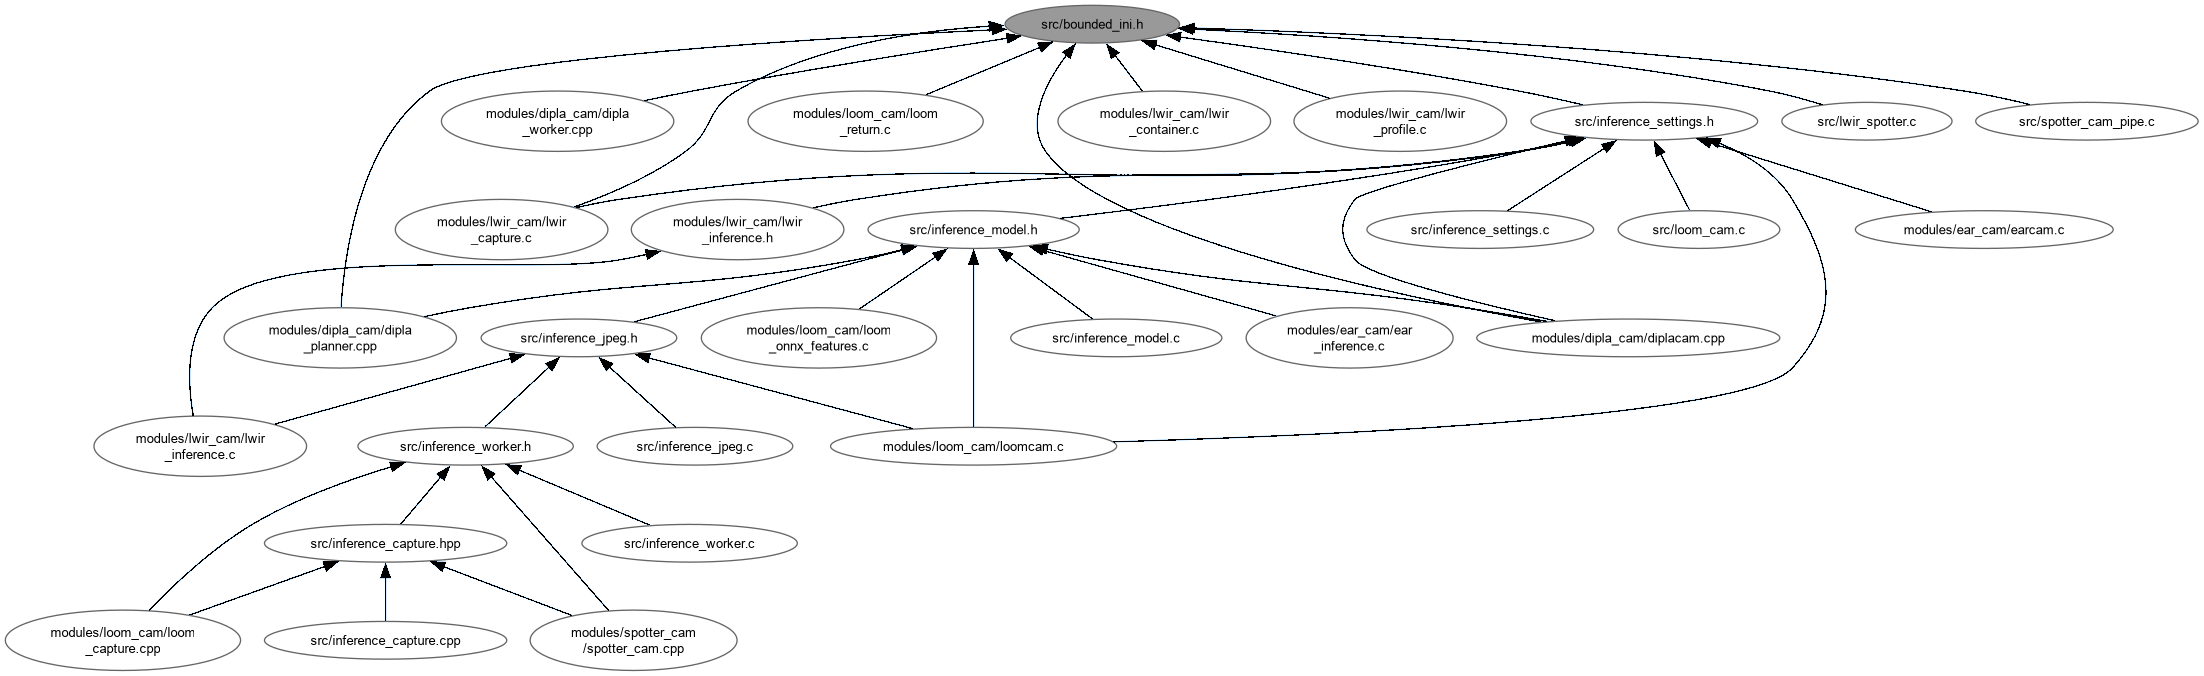 src/bounded_ini.h
modules/dipla_cam/dipla
_worker.cpp
modules/loom_cam/loom
_return.c
modules/lwir_cam/lwir
_container.c
modules/lwir_cam/lwir
_profile.c
src/inference_settings.h
src/lwir_spotter.c
src/spotter_cam_pipe.c
modules/lwir_cam/lwir
_capture.c
modules/lwir_cam/lwir
_inference.h
src/inference_model.h
src/inference_settings.c
src/loom_cam.c
modules/ear_cam/earcam.c
modules/dipla_cam/dipla
_planner.cpp
src/inference_jpeg.h
modules/loom_cam/loom
_onnx_features.c
src/inference_model.c
modules/ear_cam/ear
_inference.c
modules/dipla_cam/diplacam.cpp
modules/lwir_cam/lwir
_inference.c
src/inference_worker.h
src/inference_jpeg.c
modules/loom_cam/loomcam.c
src/inference_capture.hpp
src/inference_worker.c
modules/loom_cam/loom
_capture.cpp
src/inference_capture.cpp
modules/spotter_cam
/spotter_cam.cpp